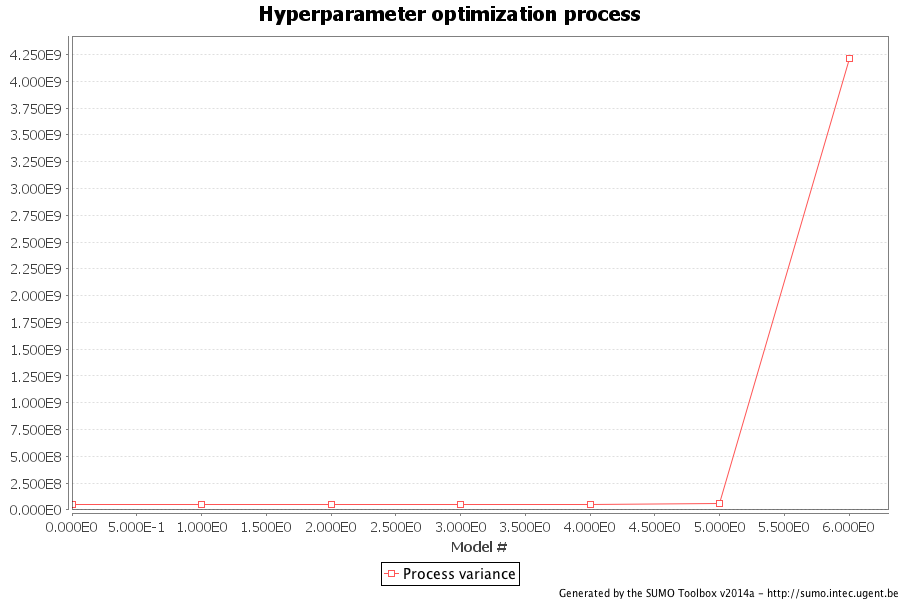 Hyperparameter optimization process
4.250E9
4.000E9
3.750E9
3.500E9
3.250E9
3.000E9
2.750E9
2.500E9
2.250E9
2.000E9
1.750E9
1.500E9
1.250E9
1.000E9
7.500E8
5.000E8
2.500E8
0.000E0
0.000E0 5.000E-1 1.000E0 1.500E0 2.000E0 2.500E0 3.000E0 3.500E0 4.000E0 4.500E0 5.000E0 5.500E0 6.000E0
Model #
Process variance
Generated by the SUMO Toolbox v2014a - http://sumo.intec.ugent.be